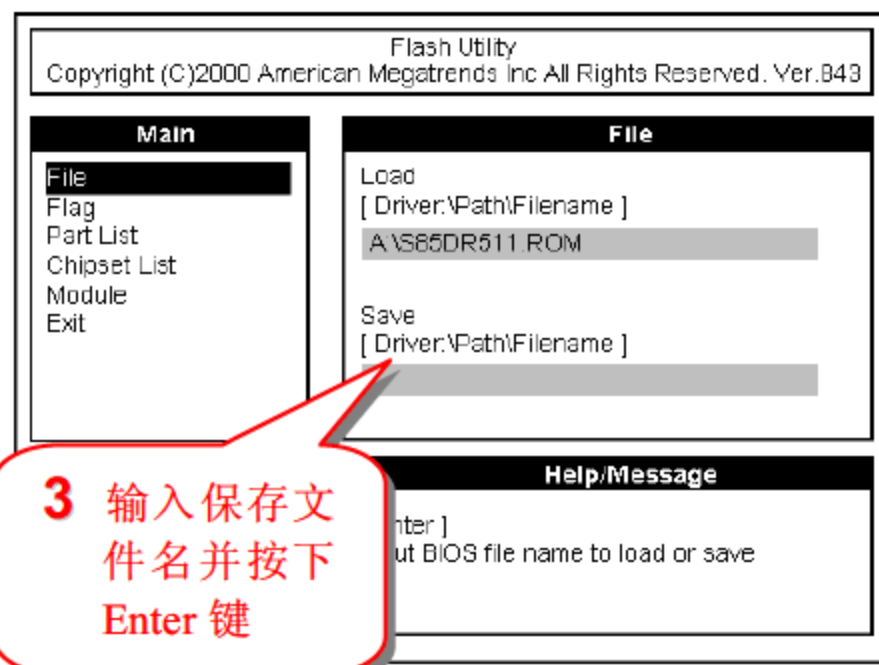 Flash Utility
Copyright (C)2000 American Megatrends Inc All Rights Reserved. Ver.843
Main
File
Flag
Part List
Chipset List
Module
Exit
File
Load
[ Driver:\Path\Filename ]
A:\S85DR511.ROM
Save
[ Driver:\Path\Filename ]
Help/Message
nter ]
ut BIOS file name to load or save
3 输入保存文
件名并按下
Enter 键